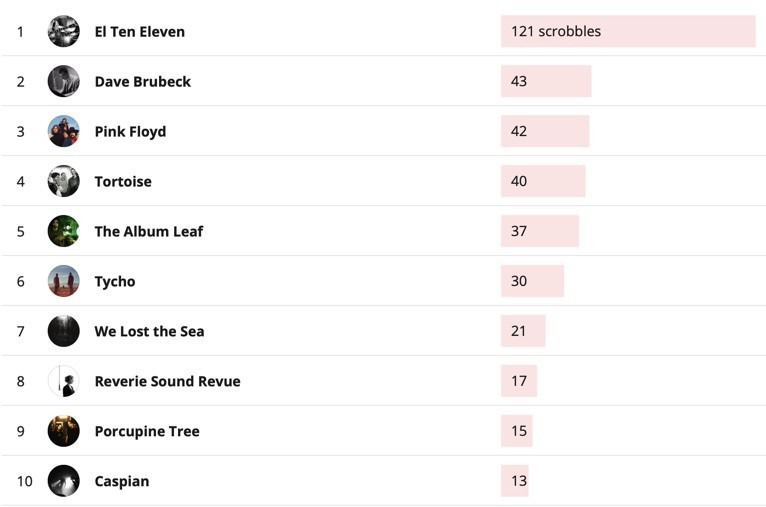 1 El Ten Eleven 121 scrobbles
2 Dave Brubeck 43
3 Pink Floyd 42
4 Tortoise 40
5 The Album Leaf 37
6 Tycho 30
7 We Lost the Sea 21
8 Reverie Sound Revue 17
9 Porcupine Tree 15
10 Caspian 13